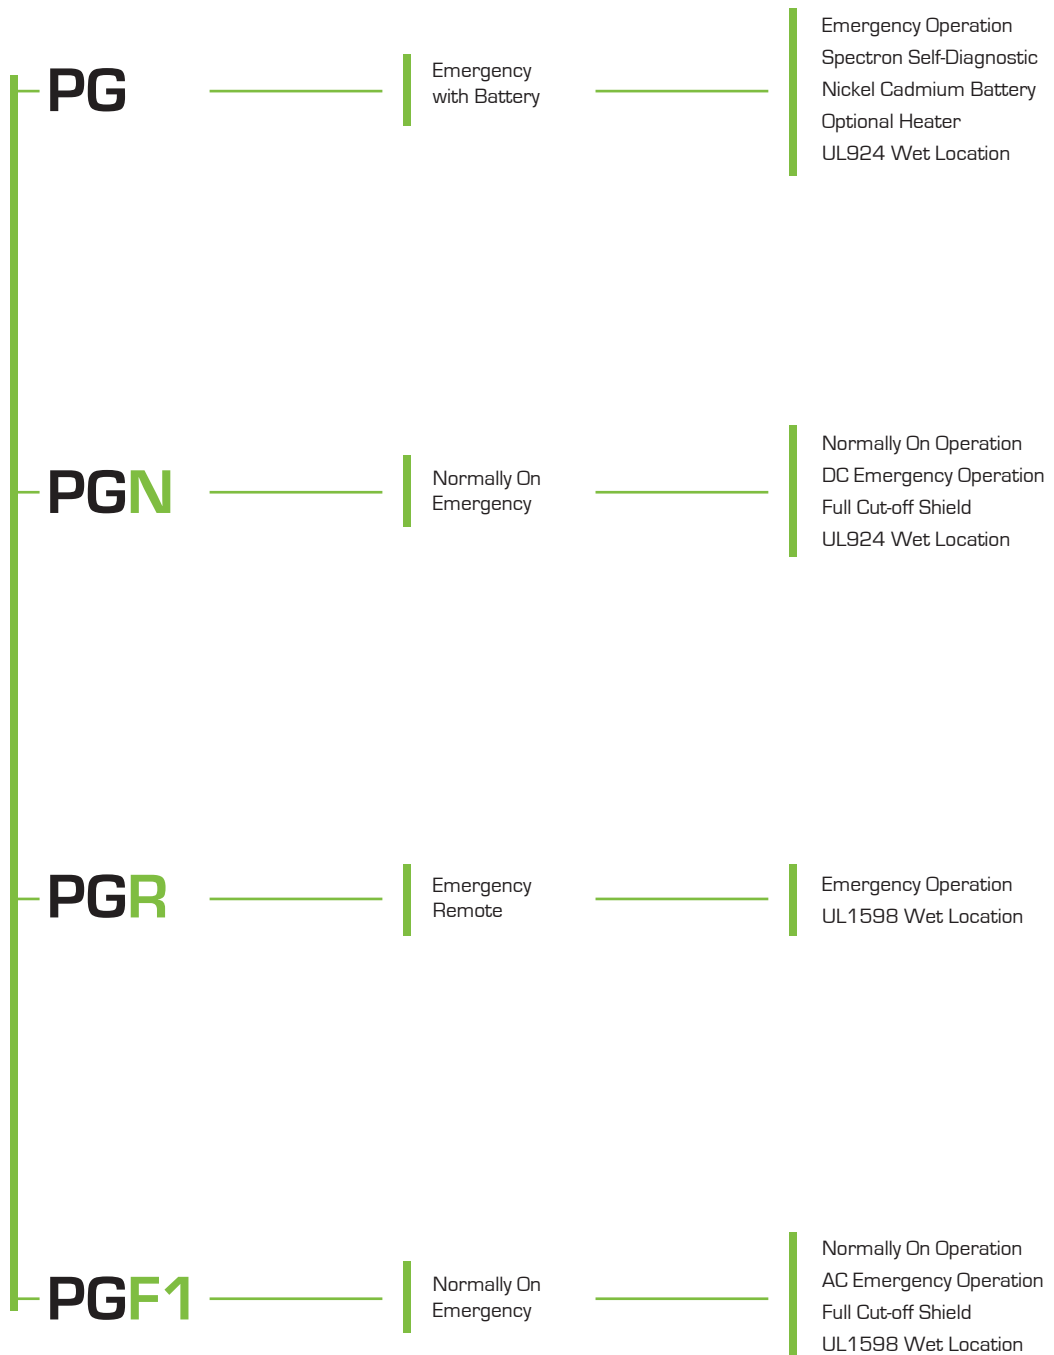 PG
Emergency
with Battery
Emergency Operation
Spectron Self-Diagnostic
Nickel Cadmium Battery
Optional Heater
UL924 Wet Location
PGN
Normally On
Emergency
Normally On Operation
DC Emergency Operation
Full Cut-off Shield
UL924 Wet Location
PGR
Emergency
Remote
Emergency Operation
UL1598 Wet Location
PGF1
Normally On
Emergency
Normally On Operation
AC Emergency Operation
Full Cut-off Shield
UL1598 Wet Location